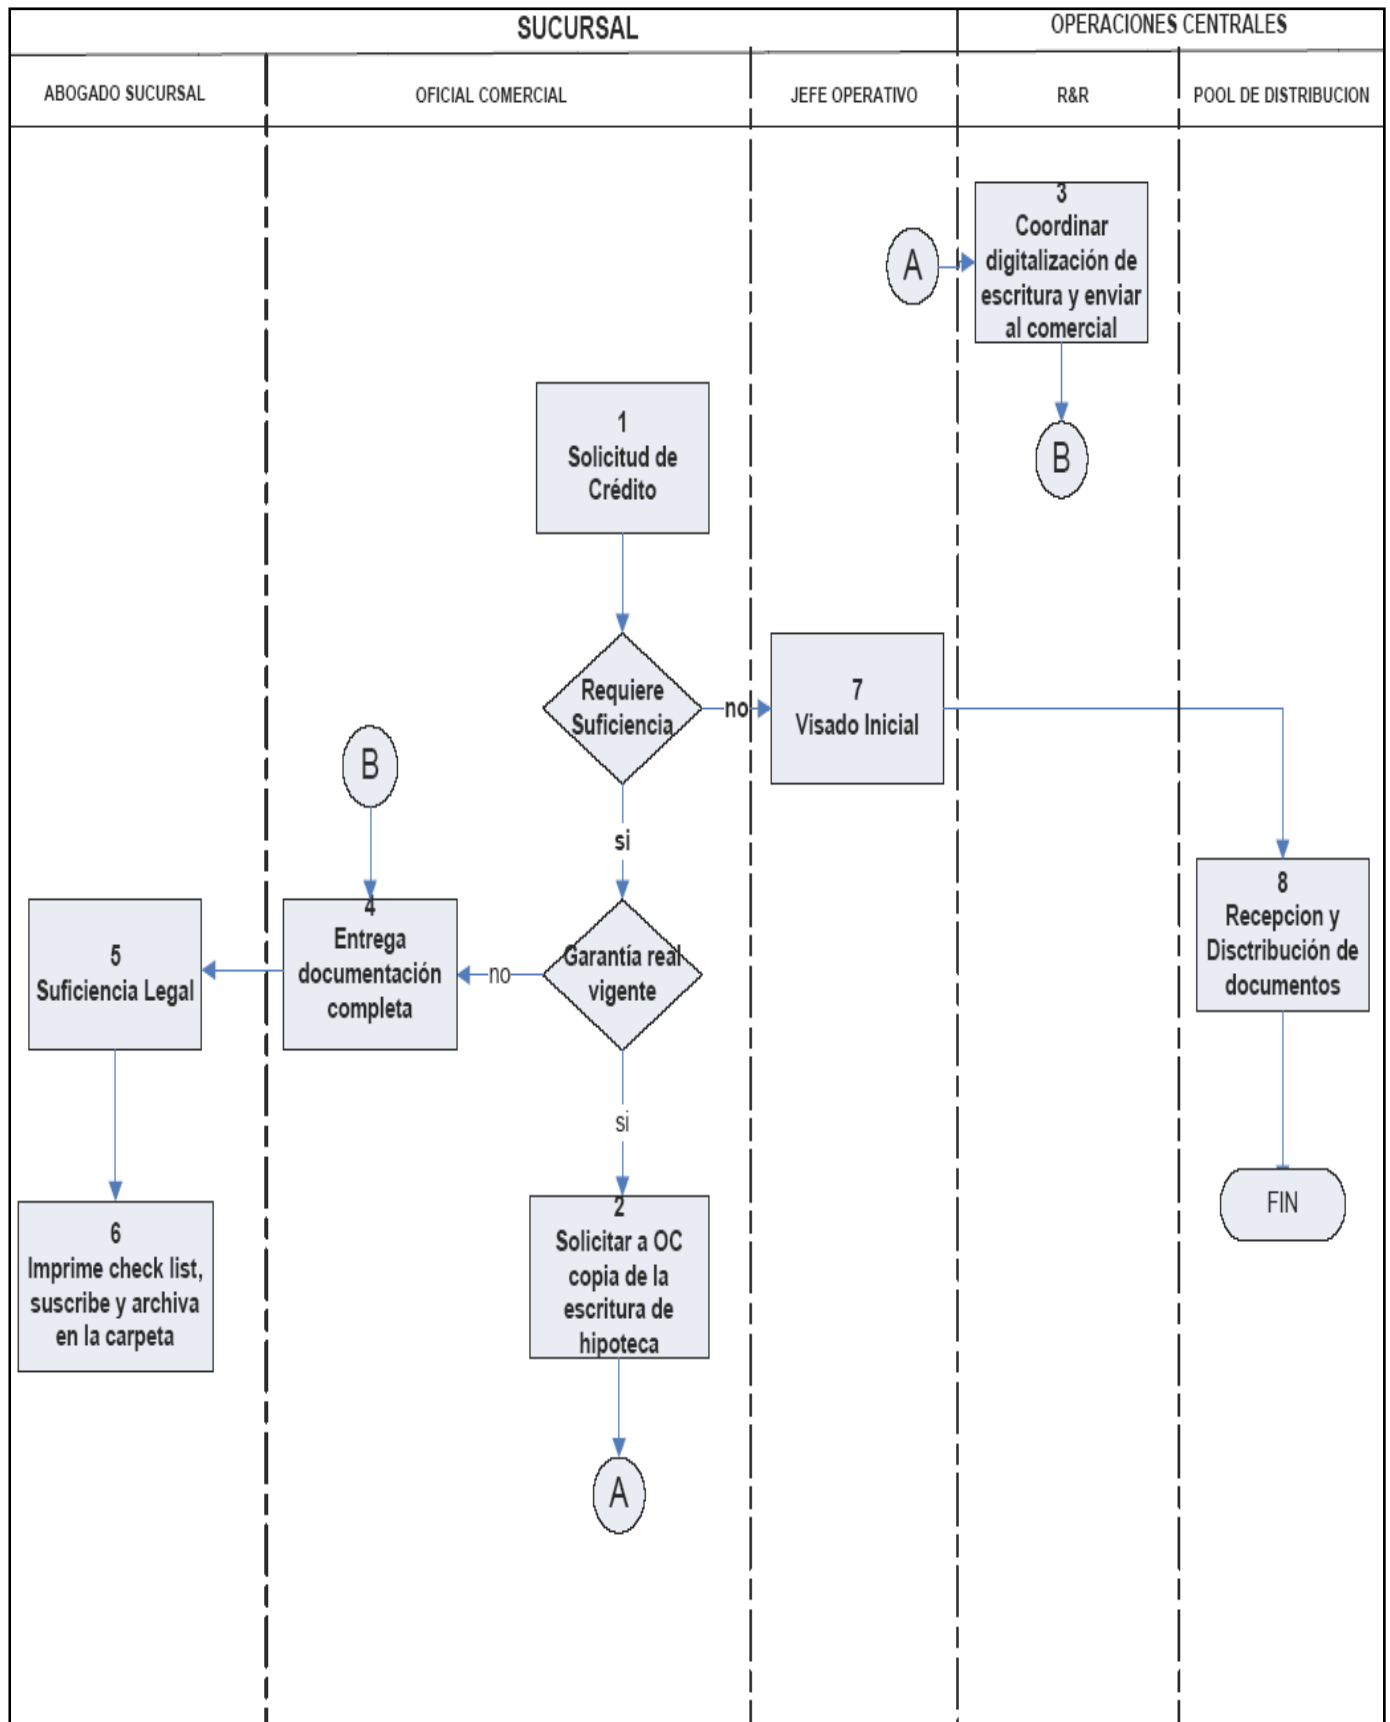 SUCURSAL
OPERACIONES CENTRALES
ABOGADO SUCURSAL
OFICIAL COMERCIAL
JEFE OPERATIVO
R&R
POOL DE DISTRIBUCION
3
Coordinar
digitalización de
escritura y enviar
al comercial
A
B
1
Solicitud de
Crédito
Requiere
Suficiencia
no
7
Visado Inicial
B
si
8
Recepcion y
Disctribución de
documentos
5
Suficiencia Legal
4
Entrega
documentación
completa
no
Garantía real
vigente
si
FIN
6
Imprime check list,
suscribe y archiva
en la carpeta
2
Solicitar a OC
copia de la
escritura de
hipoteca
A